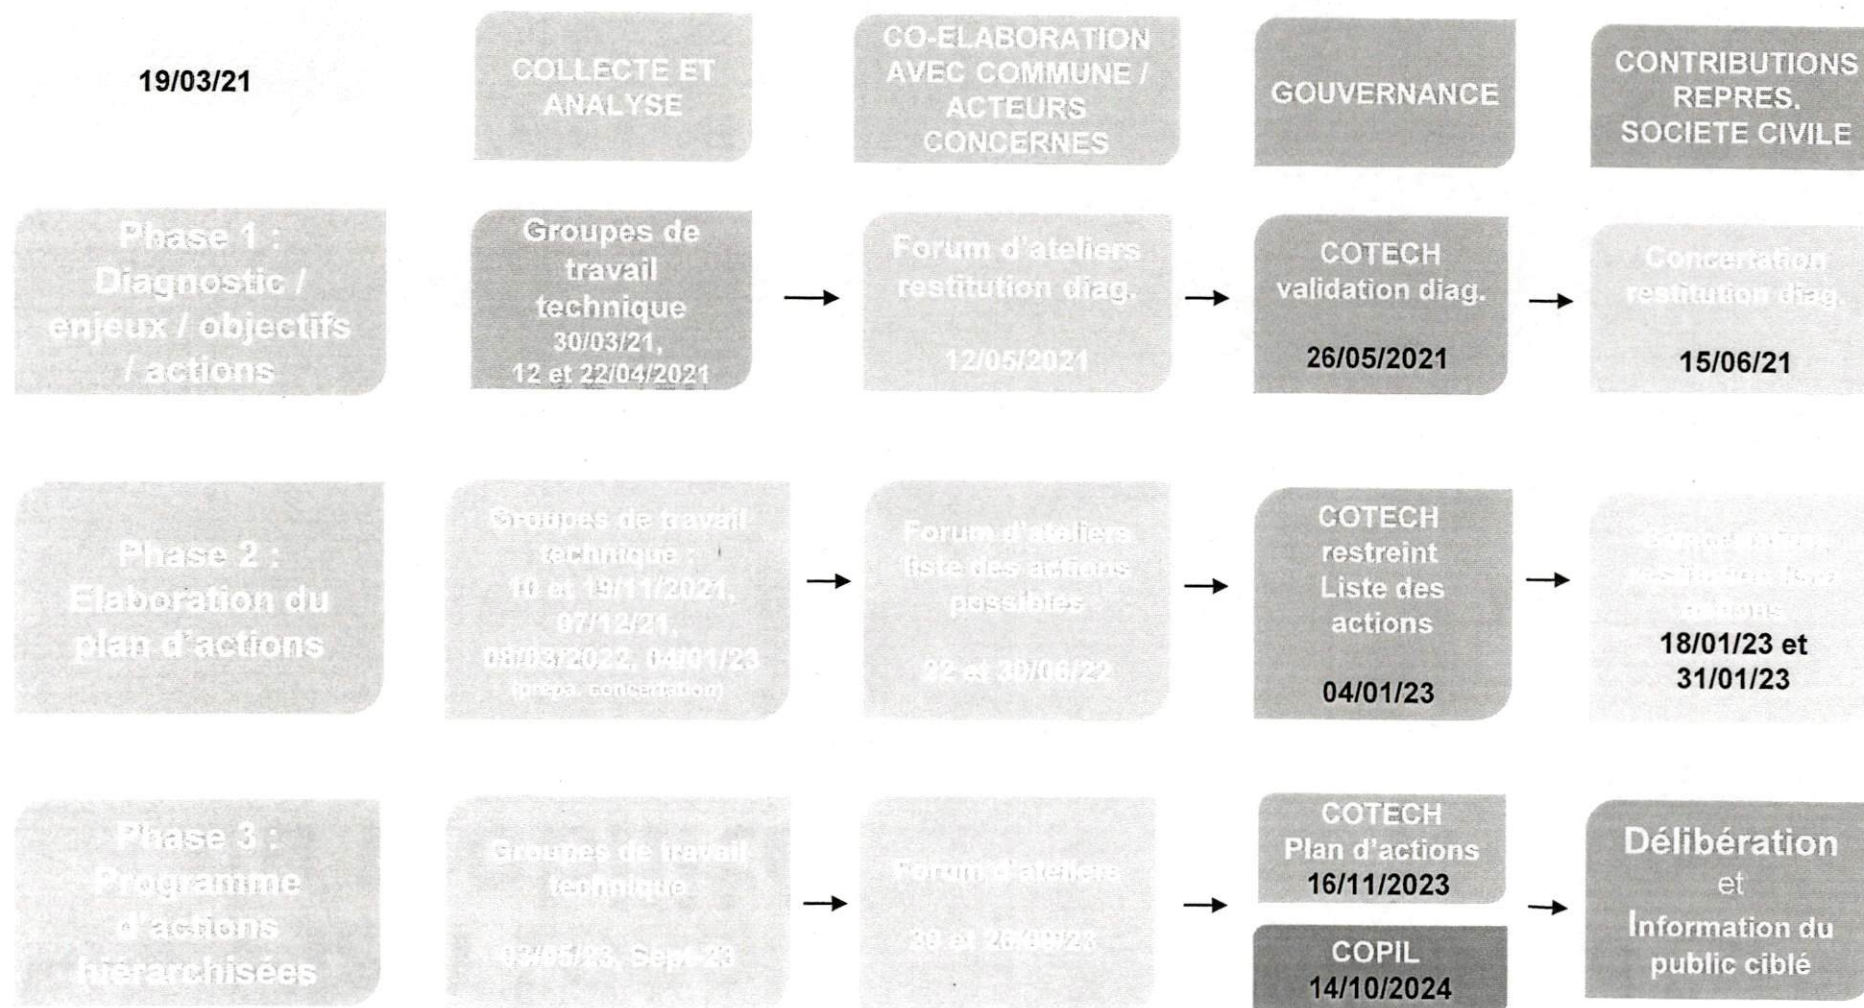 19/03/21
COLLECTE ET
ANALYSE
CO-ELABORATION
AVEC COMMUNE /
ACTEURS
CONCERNES
GOUVERNANCE
CONTRIBUTIONS
REPRES.
SOCIETE CIVILE
Phase 1 :
Diagnostic /
enjeux / objectifs
/ actions
Groupes de
travail
technique
30/03/21,
12 et 22/04/2021
Forum d'ateliers
restitution diag.
12/05/2021
COTECH
validation diag.
26/05/2021
Concertation
restitution diag.
15/06/21
Phase 2 :
Elaboration du
plan d'actions
Groupes de travail
technique :
10 et 19/11/2021,
07/12/21,
08/03/2022, 04/01/23
(prépa. concertation)
Forum d'ateliers
liste des actions
possibles
22 et 30/06/22
COTECH
restreint
Liste des
actions
04/01/23
actions
18/01/23 et
31/01/23
Phase 3 :
Programme
d'actions
hiérarchisées
Groupes de travail
technique
03/05/23, Sept-23
Forum d'ateliers
COTECH
Plan d'actions
16/11/2023
COPIL
14/10/2024
Délibération
et
Information du
public ciblé